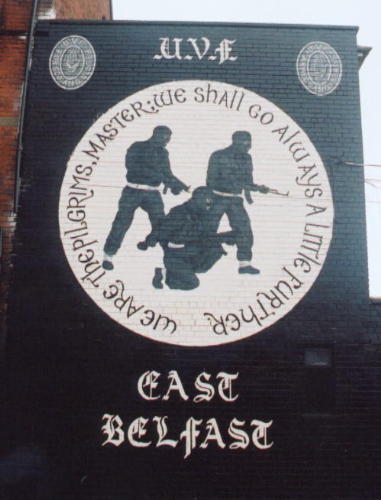 U.V.F
WE ARE THE PILGRIMS, MASTER; WE SHALL GO ALWAYS A LITTLE FURTHER
EAST
BELFAST